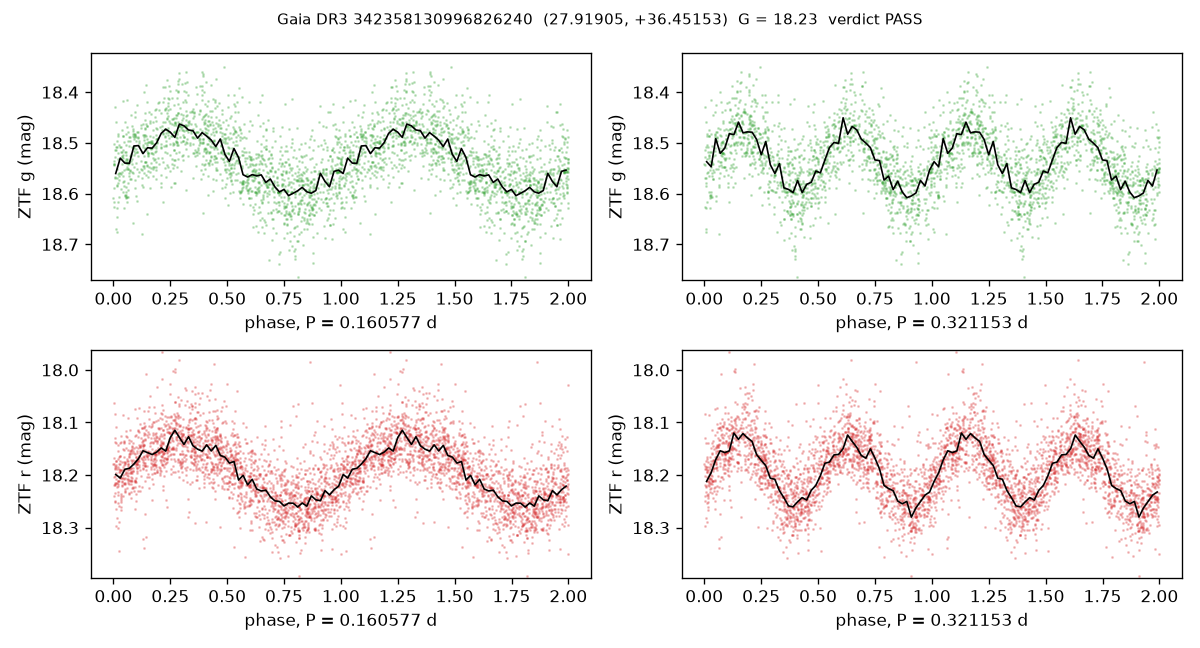 Gaia DR3 342358130996826240  (27.91905, +36.45153)  G = 18.23  verdict PASS
ZTF g (mag)
18.4
18.5
18.6
18.7
0.00 0.25 0.50 0.75 1.00 1.25 1.50 1.75 2.00
phase, P = 0.160577 d
ZTF g (mag)
18.4
18.5
18.6
18.7
0.00 0.25 0.50 0.75 1.00 1.25 1.50 1.75 2.00
phase, P = 0.321153 d
ZTF r (mag)
18.0
18.1
18.2
18.3
0.00 0.25 0.50 0.75 1.00 1.25 1.50 1.75 2.00
phase, P = 0.160577 d
ZTF r (mag)
18.0
18.1
18.2
18.3
0.00 0.25 0.50 0.75 1.00 1.25 1.50 1.75 2.00
phase, P = 0.321153 d